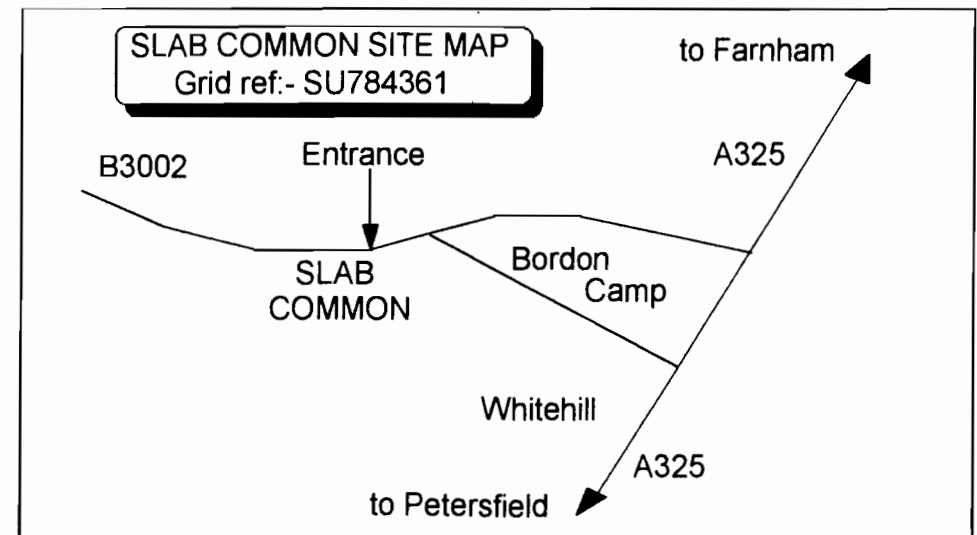 SLAB COMMON SITE MAP
Grid ref:- SU784361
to Farnham
B3002
Entrance
A325
SLAB
COMMON
Bordon
Camp
Whitehill
A325
to Petersfield